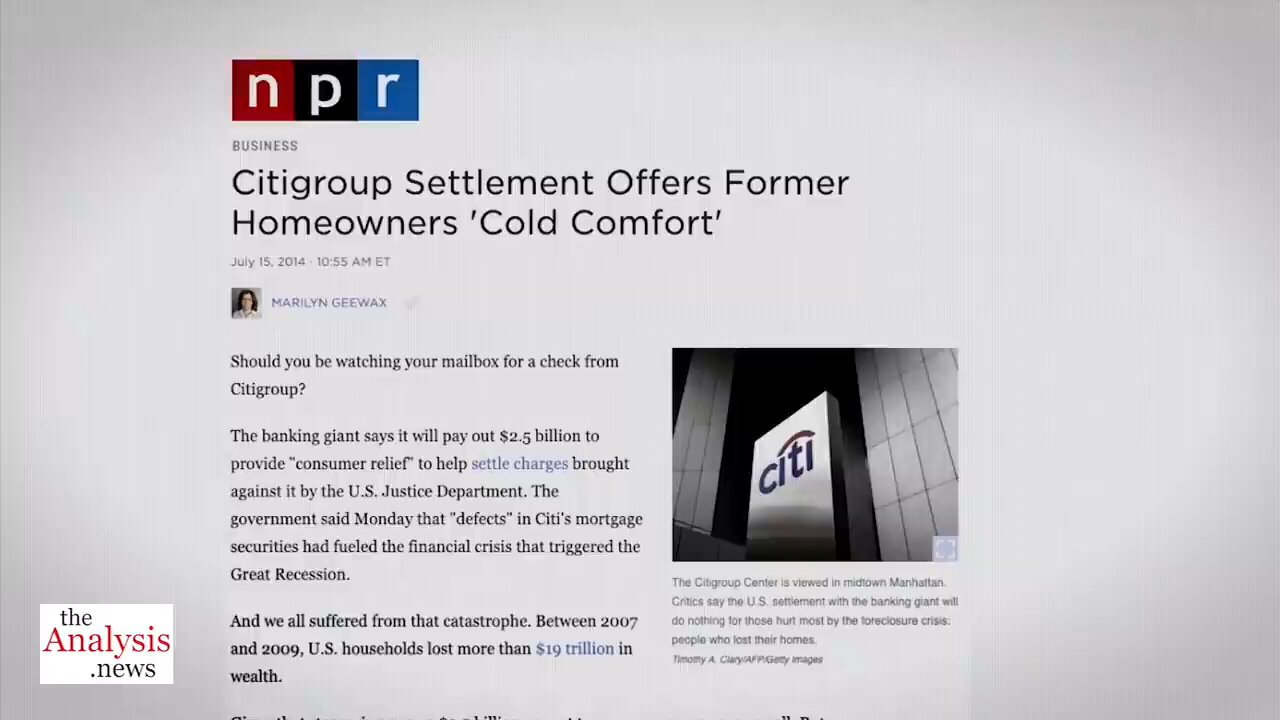 npr
BUSINESS
Citigroup Settlement Offers Former
Homeowners 'Cold Comfort'
July 15, 2014 · 10:55 AM ET
MARILYN GEEWAX
Should you be watching your mailbox for a check from
Citigroup?
The banking giant says it will pay out $2.5 billion to
provide "consumer relief" to help settle charges brought
against it by the U.S. Justice Department. The
government said Monday that "defects" in Citi's mortgage
securities had fueled the financial crisis that triggered the
Great Recession.
And we all suffered from that catastrophe. Between 2007
and 2009, U.S. households lost more than $19 trillion in
wealth.
citi
The Citigroup Center is viewed in midtown Manhattan.
Critics say the U.S. settlement with the banking giant will
do nothing for those hurt most by the foreclosure crisis:
people who lost their homes.
Timothy A. Clary/AFP/Getty Images
the
Analysis
.news